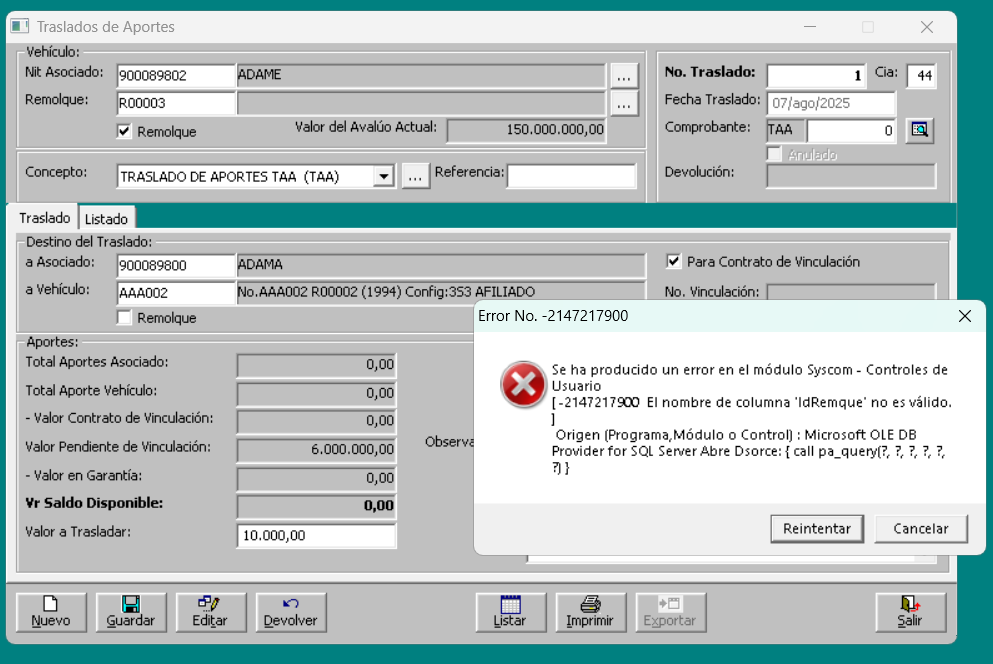 Traslados de Aportes
Vehículo:
Nit Asociado: 900089802 ADAME ...
Remolque: R00003 ...
Remolque
Valor del Avalúo Actual: 150.000.000,00
No. Traslado: 1 Cia: 44
Fecha Traslado: 07/ago/2025
Comprobante: TAA 0
Anulado
Devolución:
Concepto: TRASLADO DE APORTES TAA (TAA) ... Referencia:
Traslado Listado
Destino del Traslado:
a Asociado: 900089800 ADAMA
a Vehículo: AAA002 No.AAA002 R00002 (1994) Config:3S3 AFILIADO
Remolque
Para Contrato de Vinculación
No. Vinculación:
Aportes:
Total Aportes Asociado: 0,00
Total Aporte Vehículo: 0,00
- Valor Contrato de Vinculación: 0,00
Valor Pendiente de Vinculación: 6.000.000,00
- Valor en Garantía: 0,00
Vr Saldo Disponible: 0,00
Valor a Trasladar: 10.000,00
Observa
Error No. -2147217900
Se ha producido un error en el módulo Syscom - Controles de
Usuario
[ -2147217900 El nombre de columna 'IdRemque' no es válido.
]
Origen (Programa,Módulo o Control) : Microsoft OLE DB
Provider for SQL Server Abre Dsorce: { call pa_query(?, ?, ?, ?, ?,
?) }
Reintentar Cancelar
Nuevo Guardar Editar Devolver Listar Imprimir Exportar Salir